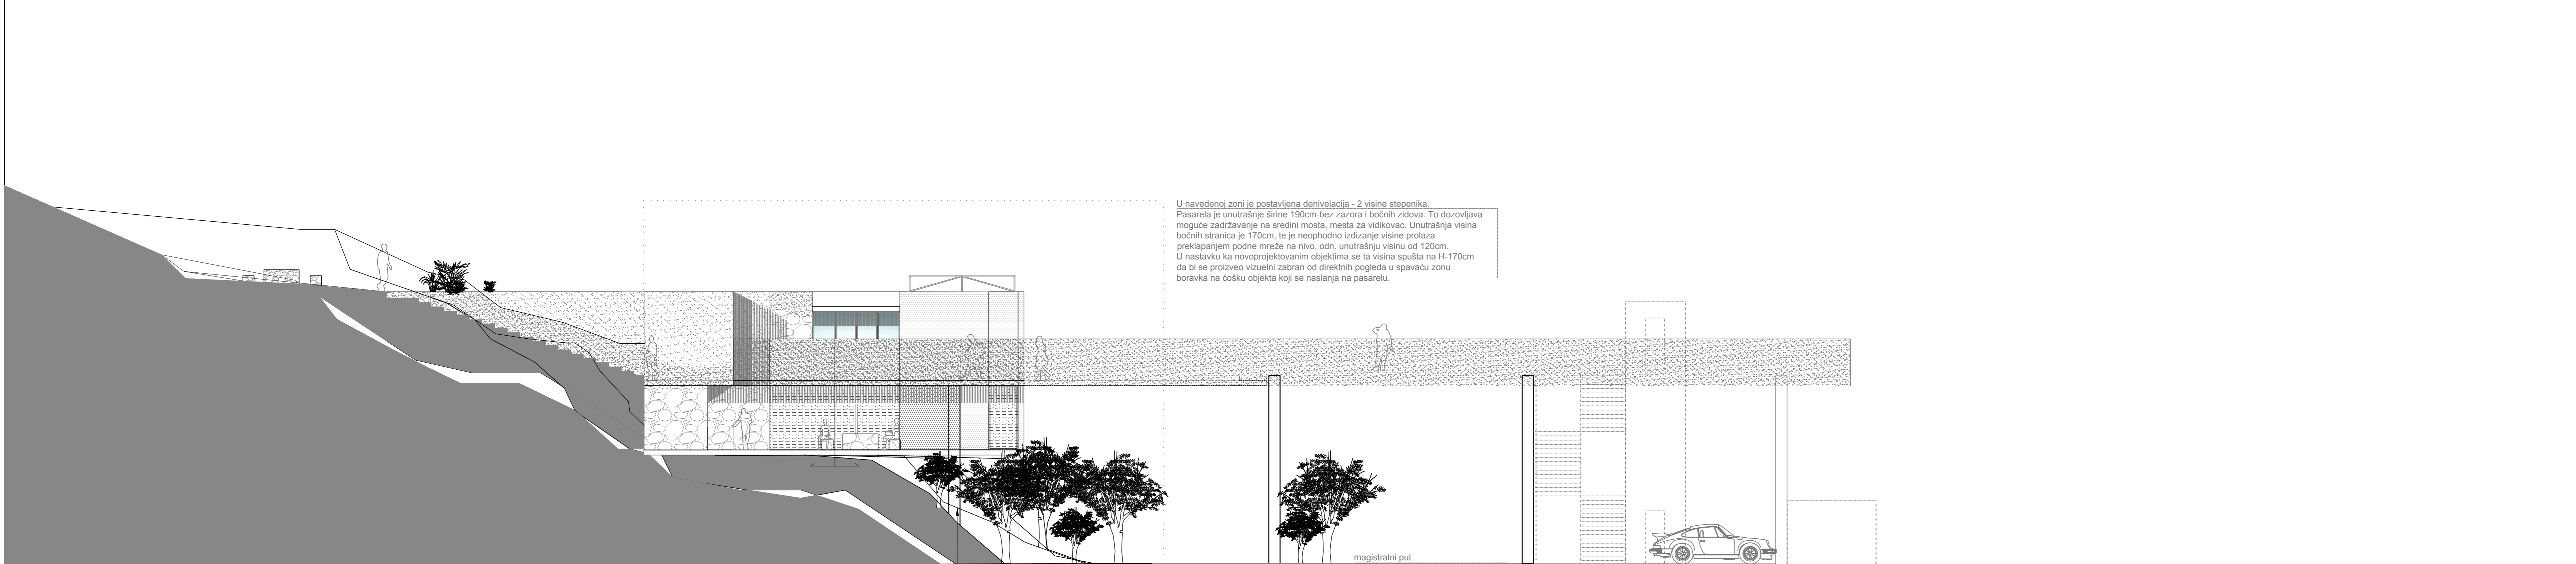 U navedenoj zoni je postavljena denivelacija - 2 visine stepenika.
Pasarela je unutrašnje širine 190cm-bez zazora i bočnih zidova. To dozovljava
moguće zadržavanje na sredini mosta, mesta za vidikovac. Unutrašnja visina
bočnih stranica je 170cm, te je neophodno izdizanje visine prolaza
preklapanjem podne mreže na nivo, odn. unutrašnju visinu od 120cm.
U nastavku ka novoprojektovanim objektima se ta visina spušta na H-170cm
da bi se proizveo vizuelni zabran od direktnih pogleda u spavaću zonu
boravka na ćošku objekta koji se naslanja na pasarelu.
magistralni put